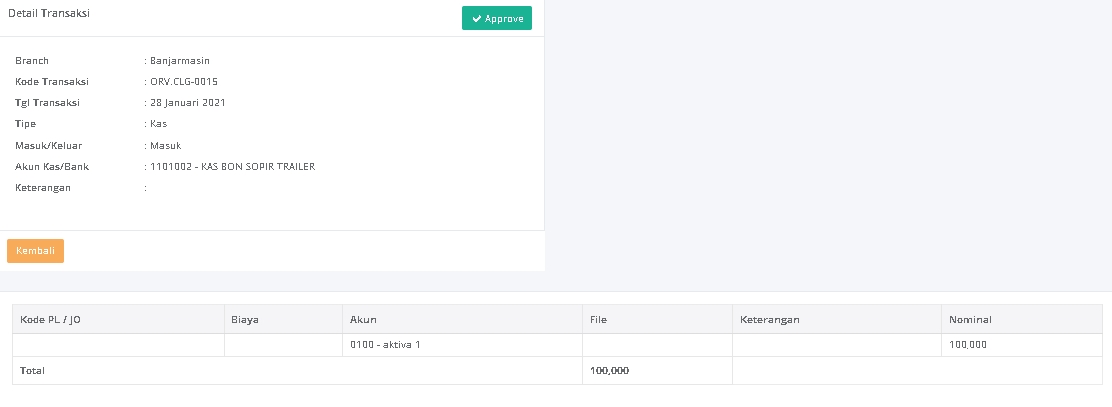 Detail Transaksi
Approve
Branch : Banjarmasin
Kode Transaksi : ORV.CLG-0015
Tgl Transaksi : 28 Januari 2021
Tipe : Kas
Masuk/Keluar : Masuk
Akun Kas/Bank : 1101002 - KAS BON SOPIR TRAILER
Keterangan :
Kembali
Kode PL / JO Biaya Akun File Keterangan Nominal
0100 - aktiva 1 100,000
Total 100,000